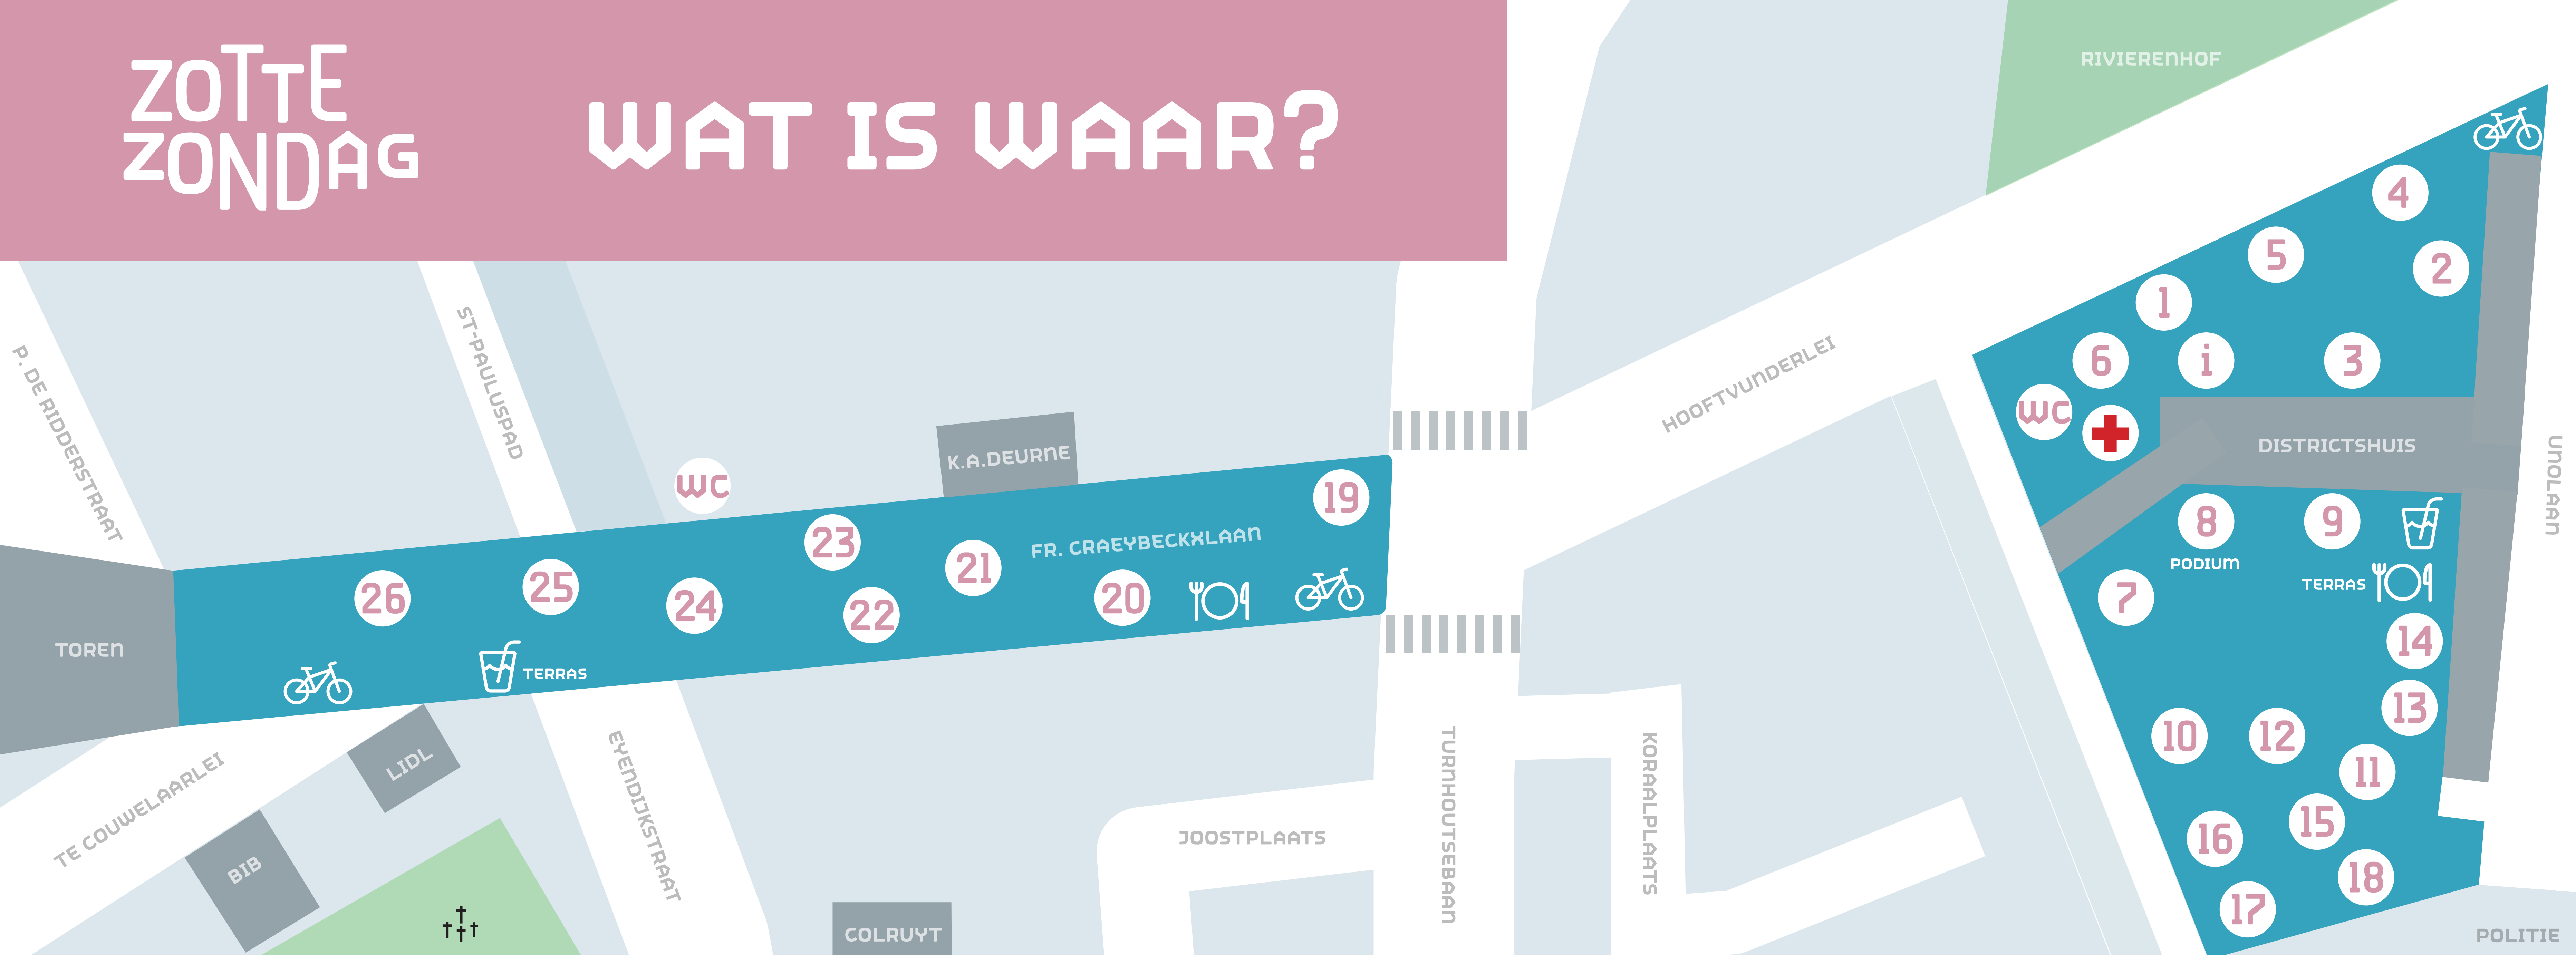 ZOTTE
ZONDAG
WAT IS WAAR?
RIVIERENHOF
4
5
2
1
6
i
3
WC
DISTRICTSHUIS
UNOLAAN
HOOFTVUNDERLEI
8
PODIUM
9
TERRAS
7
14
13
10
12
11
15
16
18
17
POLITIE
P. DE RIDDERSTRAAT
ST-PAULUSPAD
WC
K.A.DEURNE
19
FR. CRAEYBECKXLAAN
23
21
20
22
24
25
26
TERRAS
TOREN
LIDL
TE COUWELAARLEI
BIB
EYENDIJKSTRAAT
COLRUYT
JOOSTPLAATS
TURNHOUTSEBAAN
KORAALPLAATS